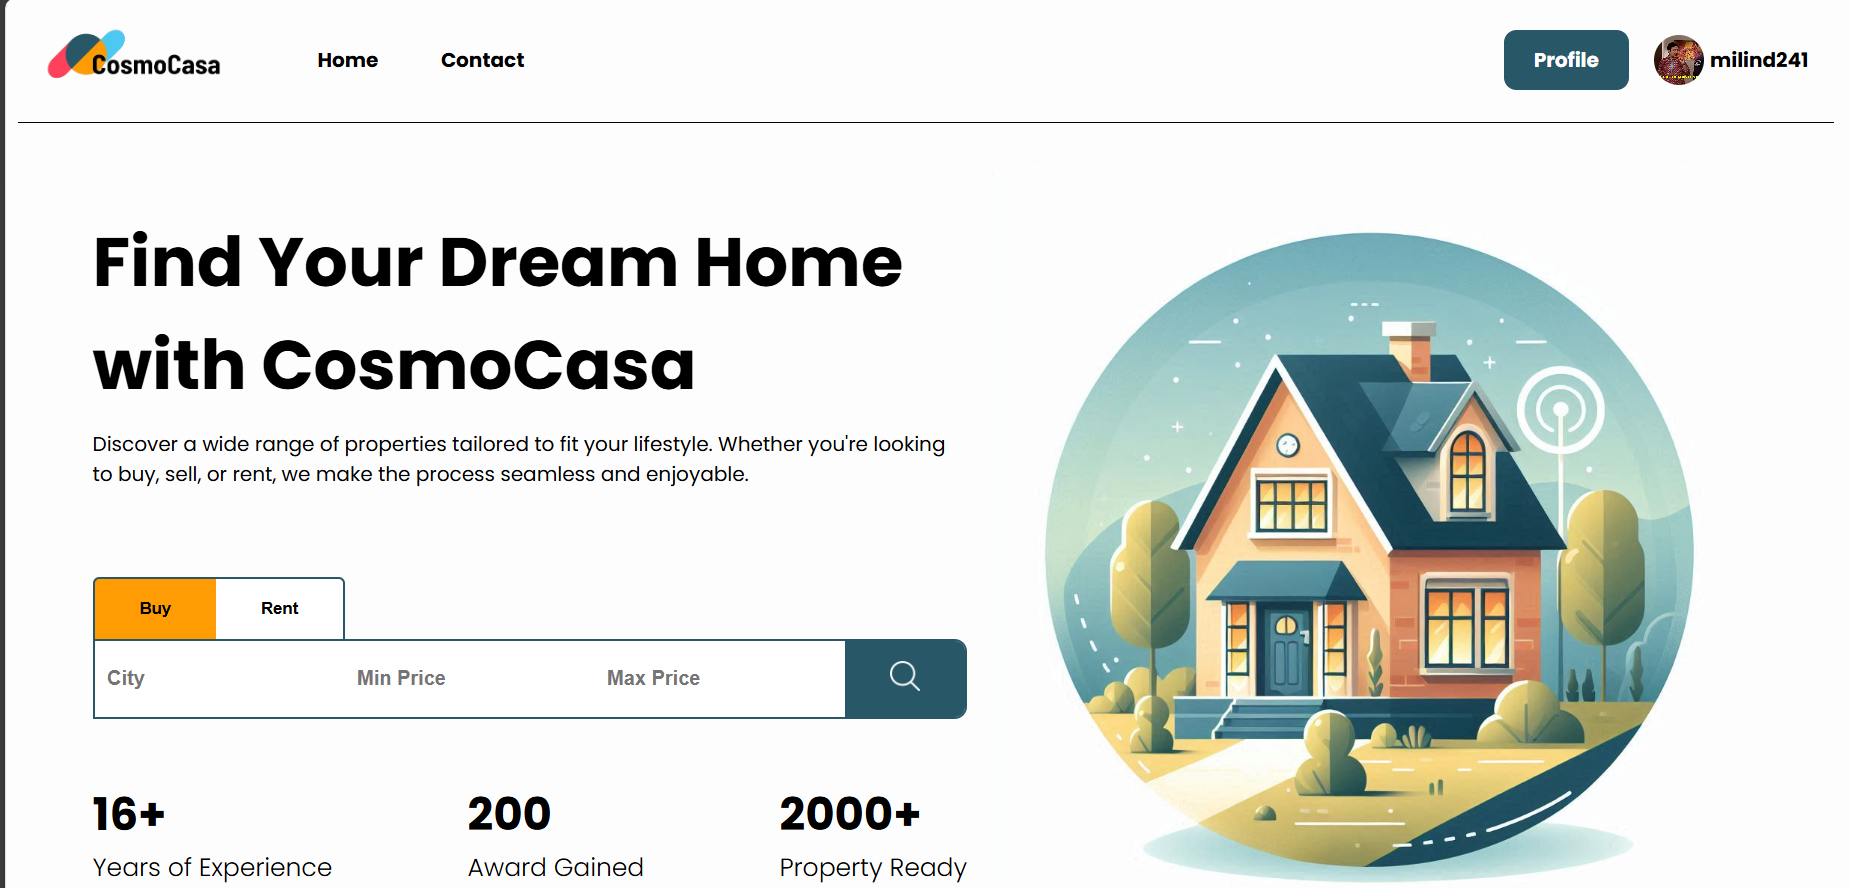 CosmoCasa
Home
Contact
Profile
milind241
Find Your Dream Home
with CosmoCasa
Discover a wide range of properties tailored to fit your lifestyle. Whether you're looking
to buy, sell, or rent, we make the process seamless and enjoyable.
Buy
Rent
City
Min Price
Max Price
16+
200
2000+
Years of Experience
Award Gained
Property Ready